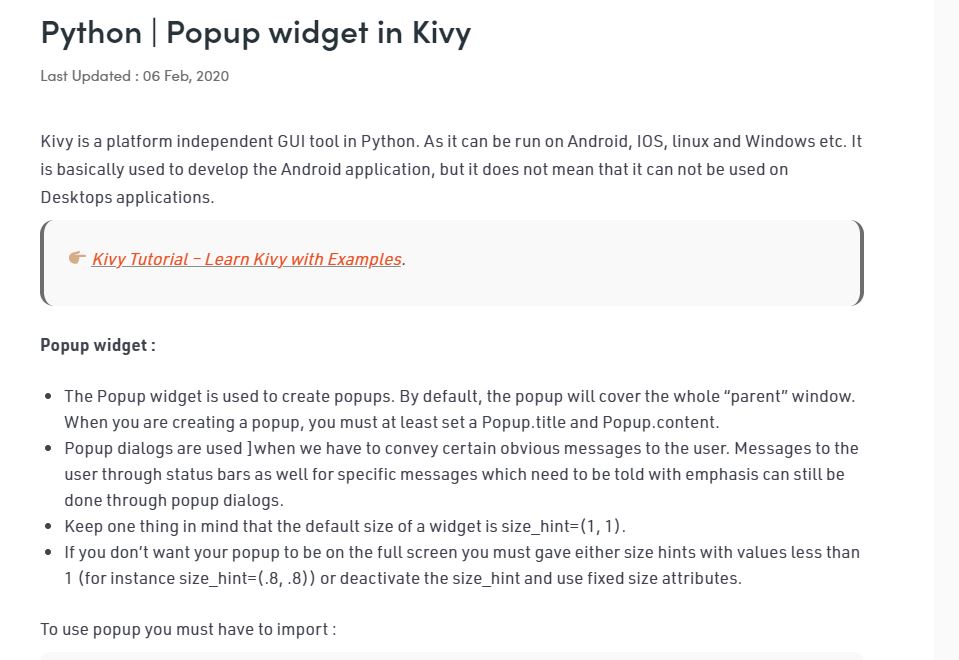 Python | Popup widget in Kivy
Last Updated : 06 Feb, 2020
Kivy is a platform independent GUI tool in Python. As it can be run on Android, IOS, linux and Windows etc. It
is basically used to develop the Android application, but it does not mean that it can not be used on
Desktops applications.
Kivy Tutorial – Learn Kivy with Examples.
Popup widget :
• The Popup widget is used to create popups. By default, the popup will cover the whole “parent” window.
When you are creating a popup, you must at least set a Popup.title and Popup.content.
• Popup dialogs are used ]when we have to convey certain obvious messages to the user. Messages to the
user through status bars as well for specific messages which need to be told with emphasis can still be
done through popup dialogs.
• Keep one thing in mind that the default size of a widget is size_hint=(1, 1).
• If you don’t want your popup to be on the full screen you must gave either size hints with values less than
1 (for instance size_hint=(.8, .8)) or deactivate the size_hint and use fixed size attributes.
To use popup you must have to import :